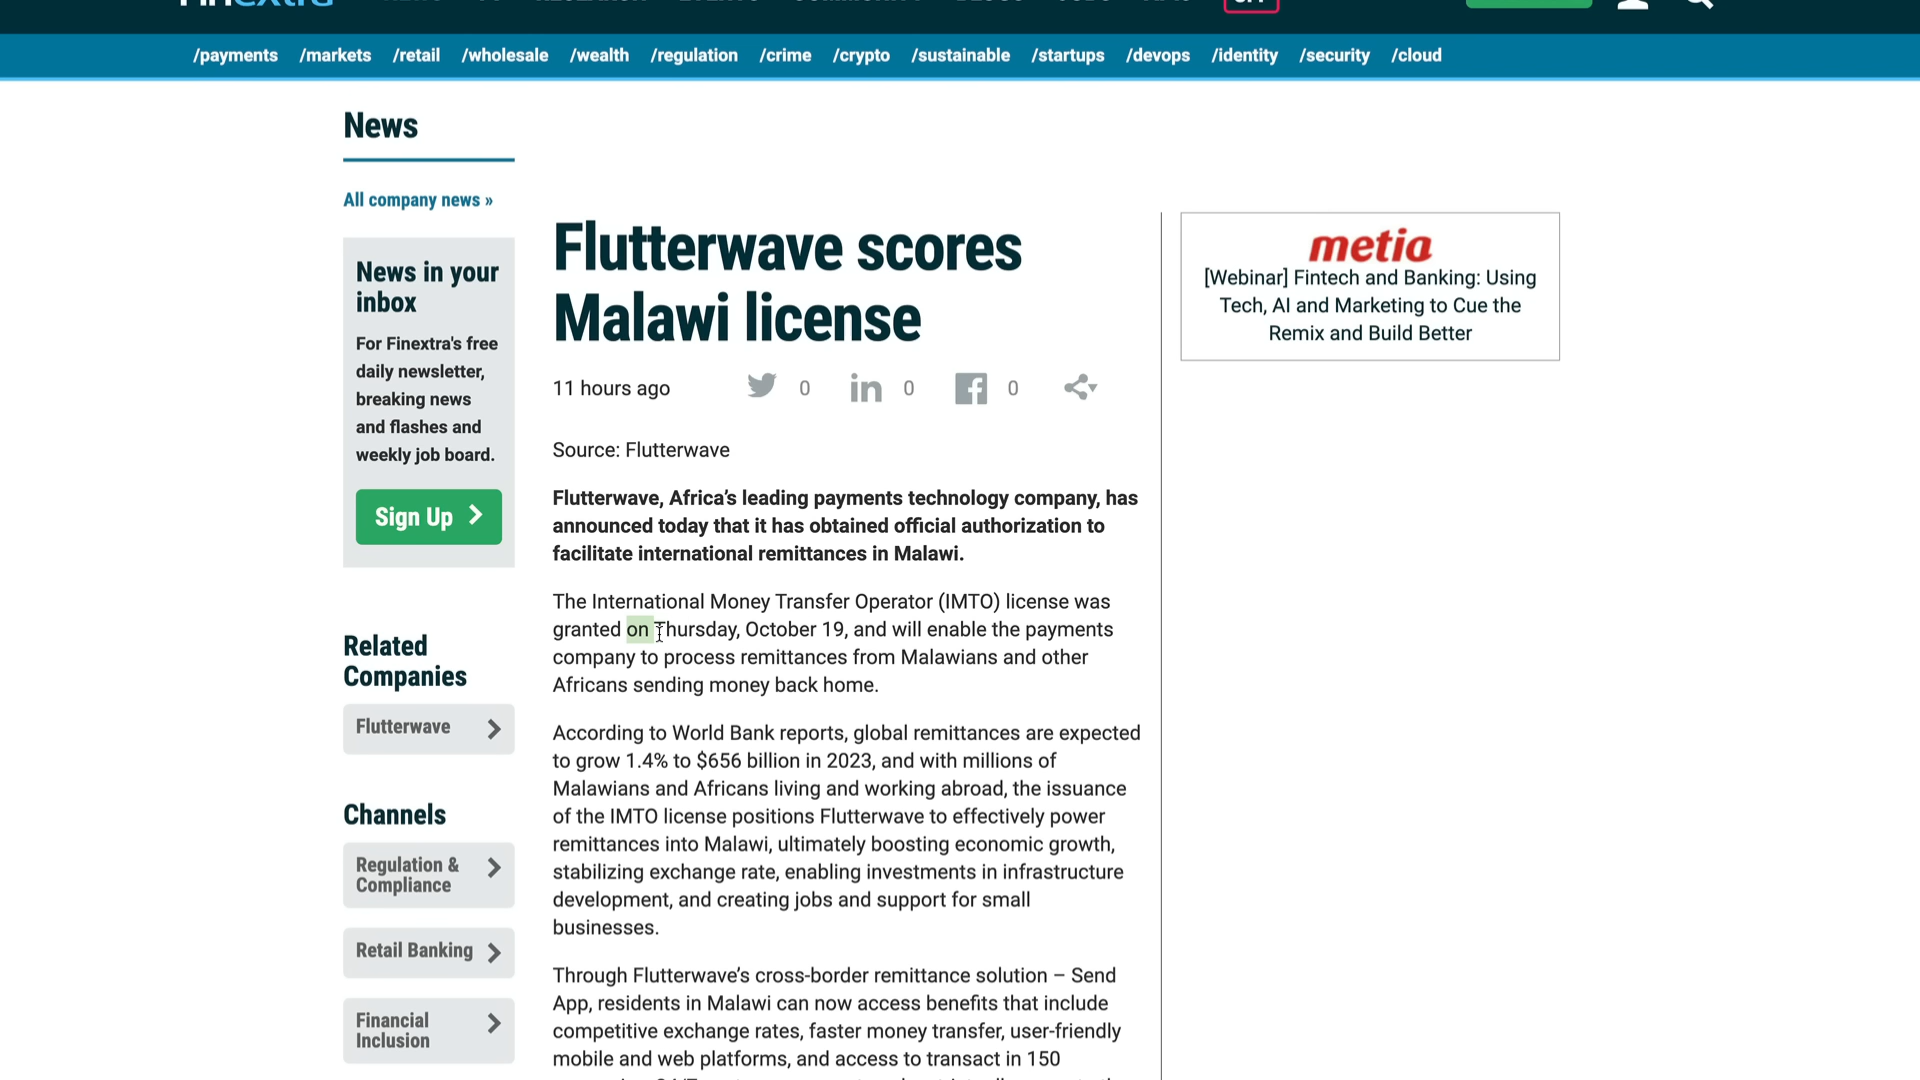 /payments /markets /retail /wholesale /wealth /regulation /crime /crypto /sustainable /startups /devops /identity /security /cloud
News
All company news »
News in your
inbox
For Finextra's free
daily newsletter,
breaking news
and flashes and
weekly job board.
Sign Up
Related
Companies
Flutterwave
Channels
Regulation &
Compliance
Retail Banking
Financial
Inclusion
Flutterwave scores
Malawi license
11 hours ago 0 0 0
Source: Flutterwave
Flutterwave, Africa’s leading payments technology company, has
announced today that it has obtained official authorization to
facilitate international remittances in Malawi.
The International Money Transfer Operator (IMTO) license was
granted on Thursday, October 19, and will enable the payments
company to process remittances from Malawians and other
Africans sending money back home.
According to World Bank reports, global remittances are expected
to grow 1.4% to $656 billion in 2023, and with millions of
Malawians and Africans living and working abroad, the issuance
of the IMTO license positions Flutterwave to effectively power
remittances into Malawi, ultimately boosting economic growth,
stabilizing exchange rate, enabling investments in infrastructure
development, and creating jobs and support for small
businesses.
Through Flutterwave’s cross-border remittance solution – Send
App, residents in Malawi can now access benefits that include
competitive exchange rates, faster money transfer, user-friendly
mobile and web platforms, and access to transact in 150
metia
[Webinar] Fintech and Banking: Using
Tech, AI and Marketing to Cue the
Remix and Build Better